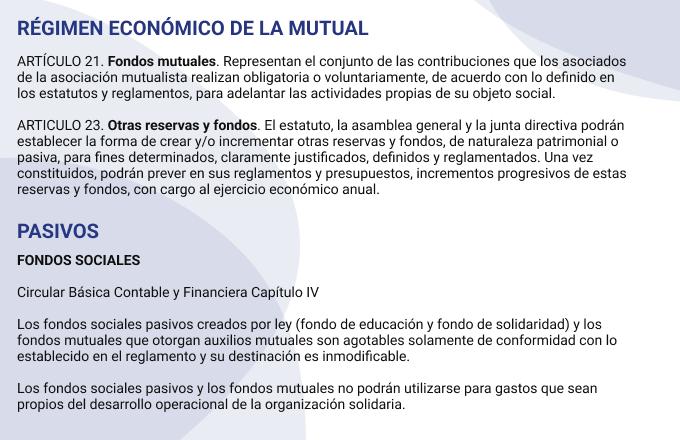 RÉGIMEN ECONÓMICO DE LA MUTUAL
ARTÍCULO 21. Fondos mutuales. Representan el conjunto de las contribuciones que los asociados
de la asociación mutualista realizan obligatoria o voluntariamente, de acuerdo con lo definido en
los estatutos y reglamentos, para adelantar las actividades propias de su objeto social.
ARTICULO 23. Otras reservas y fondos. El estatuto, la asamblea general y la junta directiva podrán
establecer la forma de crear y/o incrementar otras reservas y fondos, de naturaleza patrimonial o
pasiva, para fines determinados, claramente justificados, definidos y reglamentados. Una vez
constituidos, podrán prever en sus reglamentos y presupuestos, incrementos progresivos de estas
reservas y fondos, con cargo al ejercicio económico anual.
PASIVOS
FONDOS SOCIALES
Circular Básica Contable y Financiera Capítulo IV
Los fondos sociales pasivos creados por ley (fondo de educación y fondo de solidaridad) y los
fondos mutuales que otorgan auxilios mutuales son agotables solamente de conformidad con lo
establecido en el reglamento y su destinación es inmodificable.
Los fondos sociales pasivos y los fondos mutuales no podrán utilizarse para gastos que sean
propios del desarrollo operacional de la organización solidaria.